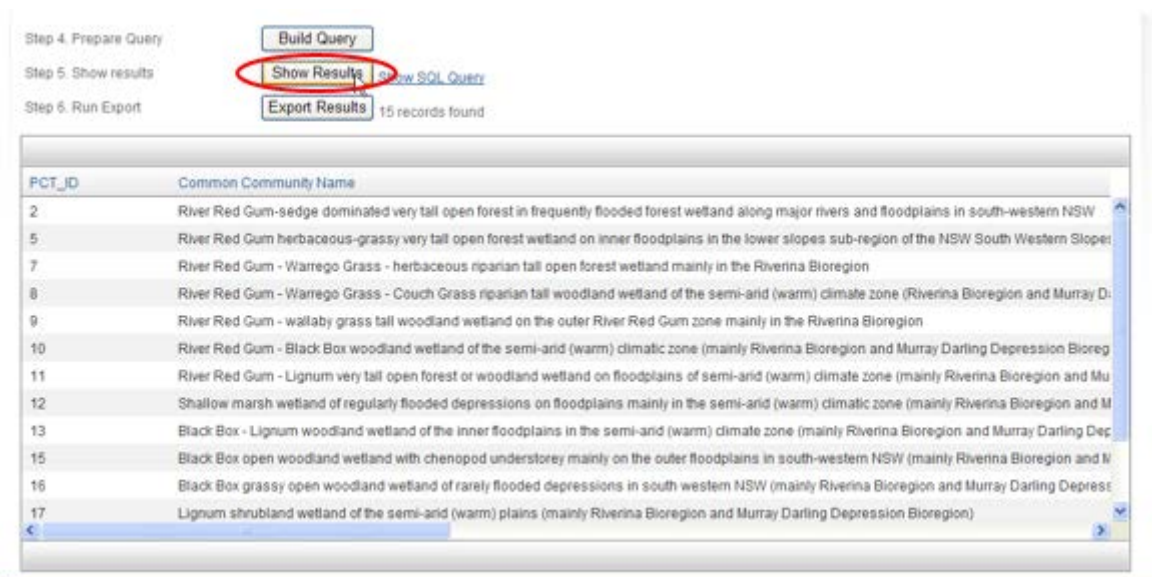 Step 4. Prepare Query Build Query
Step 5. Show results Show Results Show SQL Query
Step 6. Run Export Export Results 15 records found
PCT_ID Common Community Name
2 River Red Gum-sedge dominated very tall open forest in frequently flooded forest wetland along major rivers and floodplains in south-western NSW
5 River Red Gum herbaceous-grassy very tall open forest wetland on inner floodplains in the lower slopes sub-region of the NSW South Western Slopes
7 River Red Gum - Warrego Grass - herbaceous riparian tall open forest wetland mainly in the Riverina Bioregion
8 River Red Gum - Warrego Grass - Couch Grass riparian tall woodland wetland of the semi-arid (warm) climate zone (Riverina Bioregion and Murray Da
9 River Red Gum - wallaby grass tall woodland wetland on the outer River Red Gum zone mainly in the Riverina Bioregion
10 River Red Gum - Black Box woodland wetland of the semi-arid (warm) climatic zone (mainly Riverina Bioregion and Murray Darling Depression Bioreg
11 River Red Gum - Lignum very tall open forest or woodland wetland on floodplains of semi-arid (warm) climate zone (mainly Riverina Bioregion and Mu
12 Shallow marsh wetland of regularly flooded depressions on floodplains mainly in the semi-arid (warm) climatic zone (mainly Riverina Bioregion and M
13 Black Box - Lignum woodland wetland of the inner floodplains in the semi-arid (warm) climate zone (mainly Riverina Bioregion and Murray Darling Dep
15 Black Box open woodland wetland with chenopod understorey mainly on the outer floodplains in south-western NSW (mainly Riverina Bioregion and M
16 Black Box grassy open woodland wetland of rarely flooded depressions in south western NSW (mainly Riverina Bioregion and Murray Darling Depress
17 Lignum shrubland wetland of the semi-arid (warm) plains (mainly Riverina Bioregion and Murray Darling Depression Bioregion)